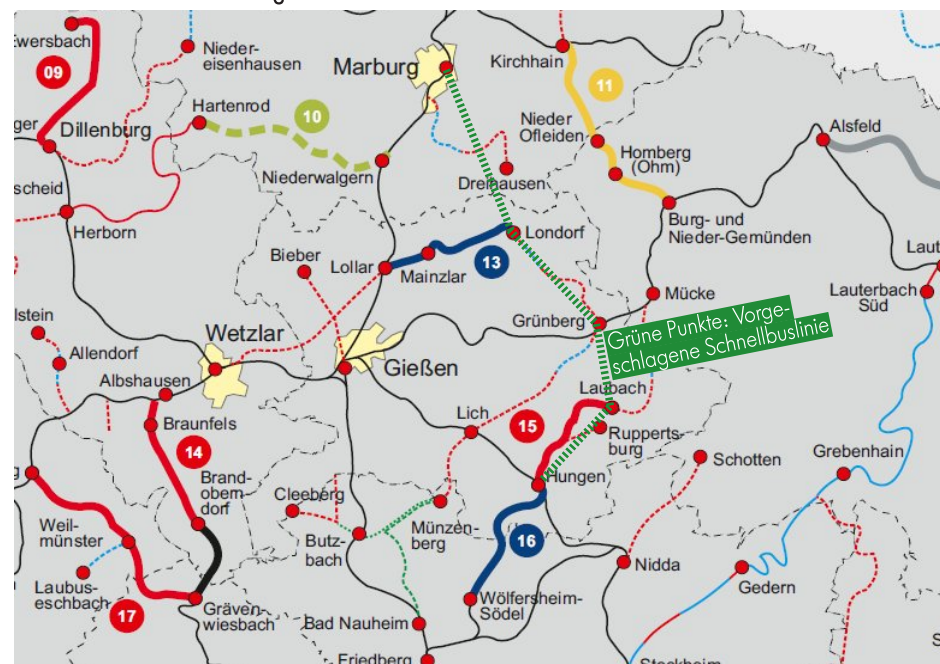 Ewersbach
09
Nieder-
eisenhausen
Marburg
Kirchhain
11
Hartenrod
10
Dillenburg
Nieder
Ofleiden
Alsfeld
Homberg
(Ohm)
Niederwalgern
Dreihausen
scheid
Herborn
Burg- und
Nieder-Gemünden
Londorf
Bieber
Lollar
Mainzlar
13
Mücke
Lauterbach
Süd
Grünberg
Grüne Punkte: Vorge-
schlagene Schnellbuslinie
Wetzlar
Gießen
Allendorf
Albshausen
Laubach
Braunfels
Lich
15
Rupperts-
burg
14
Grebenhain
Schotten
Brand-
obern
dorf
Hungen
Cleeberg
Weil-
münster
Butz-
bach
Münzen-
berg
16
Nidda
Laubus-
eschbach
Gedern
17
Gräven-
wiesbach
Wölfersheim-
Södel
Bad Nauheim
Friedberg